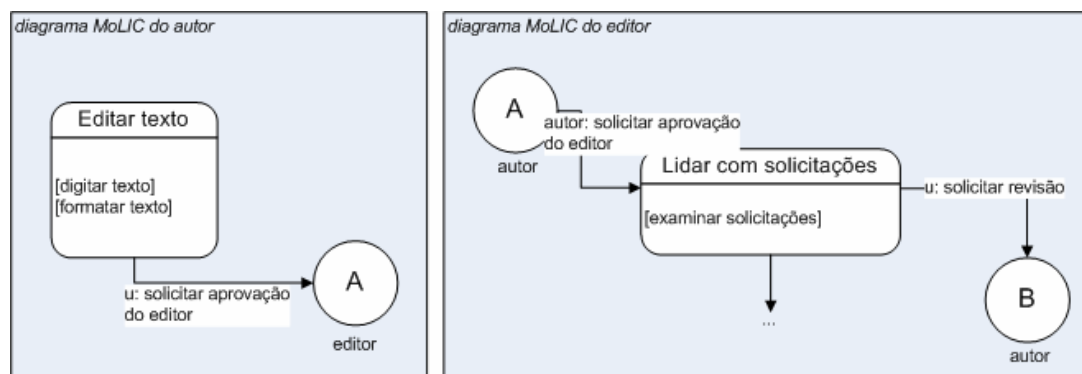 diagrama MoLIC do autor
Editar texto
[digitar texto]
[formatar texto]
u: solicitar aprovação
do editor
A
editor
diagrama MoLIC do editor
A
autor
autor: solicitar aprovação
do editor
Lidar com solicitações
[examinar solicitações]
u: solicitar revisão
...
B
autor